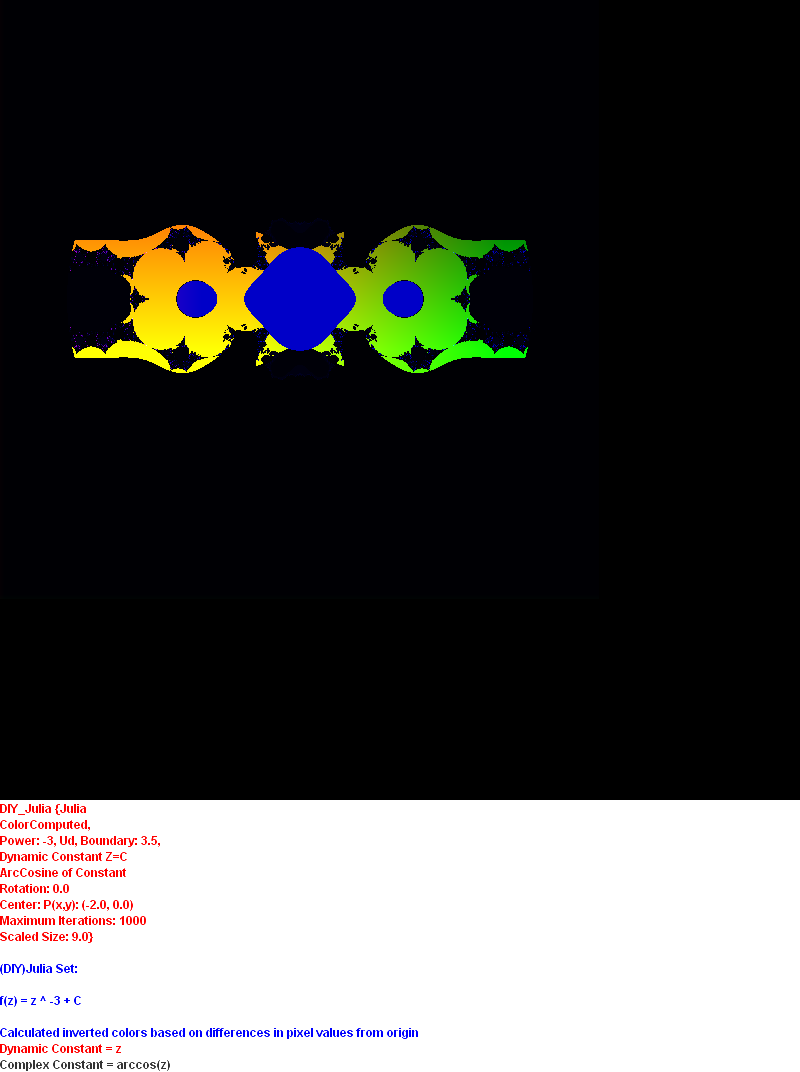 DIY_Julia {Julia
ColorComputed,
Power: -3, Ud, Boundary: 3.5,
Dynamic Constant Z=C
ArcCosine of Constant
Rotation: 0.0
Center: P(x,y): (-2.0, 0.0)
Maximum Iterations: 1000
Scaled Size: 9.0}
(DIY)Julia Set:
f(z) = z ^ -3 + C
Calculated inverted colors based on differences in pixel values from origin
Dynamic Constant = z
Complex Constant = arccos(z)